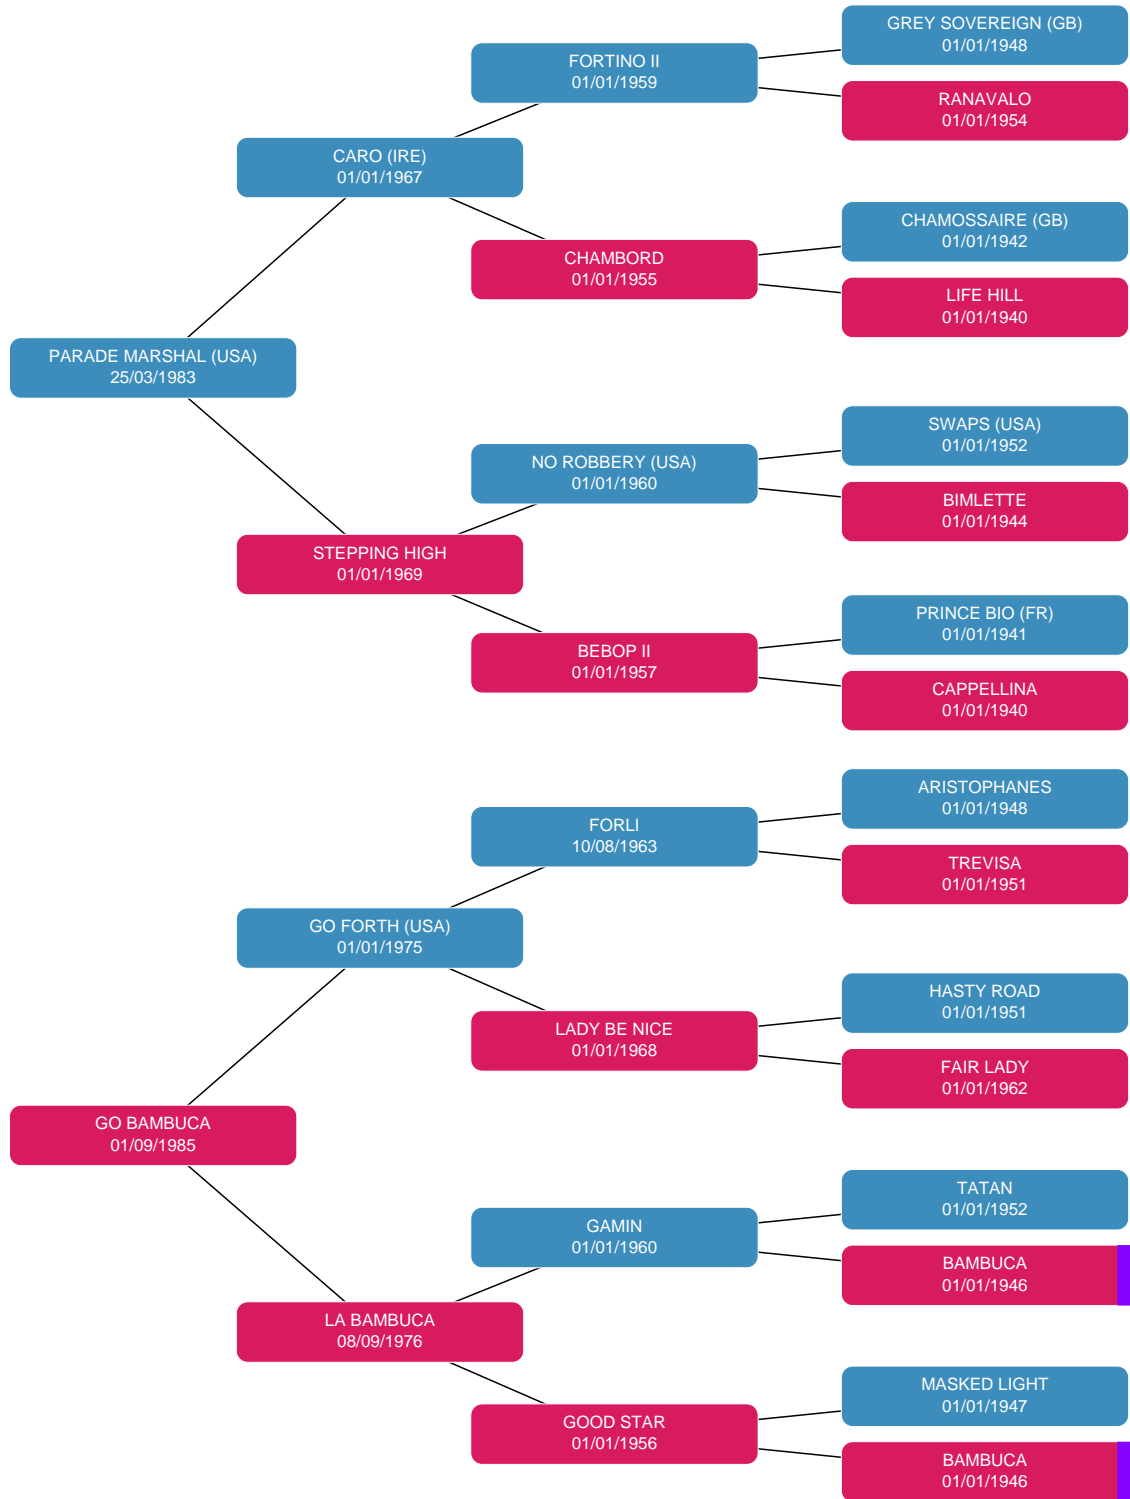 GREY SOVEREIGN (GB)
01/01/1948
FORTINO II
01/01/1959
RANAVALO
01/01/1954
CARO (IRE)
01/01/1967
CHAMOSSAIRE (GB)
01/01/1942
CHAMBORD
01/01/1955
LIFE HILL
01/01/1940
PARADE MARSHAL (USA)
25/03/1983
SWAPS (USA)
01/01/1952
NO ROBBERY (USA)
01/01/1960
BIMLETTE
01/01/1944
STEPPING HIGH
01/01/1969
PRINCE BIO (FR)
01/01/1941
BEBOP II
01/01/1957
CAPPELLINA
01/01/1940
ARISTOPHANES
01/01/1948
FORLI
10/08/1963
TREVISA
01/01/1951
GO FORTH (USA)
01/01/1975
HASTY ROAD
01/01/1951
LADY BE NICE
01/01/1968
FAIR LADY
01/01/1962
GO BAMBUCA
01/09/1985
TATAN
01/01/1952
GAMIN
01/01/1960
BAMBUCA
01/01/1946
LA BAMBUCA
08/09/1976
MASKED LIGHT
01/01/1947
GOOD STAR
01/01/1956
BAMBUCA
01/01/1946